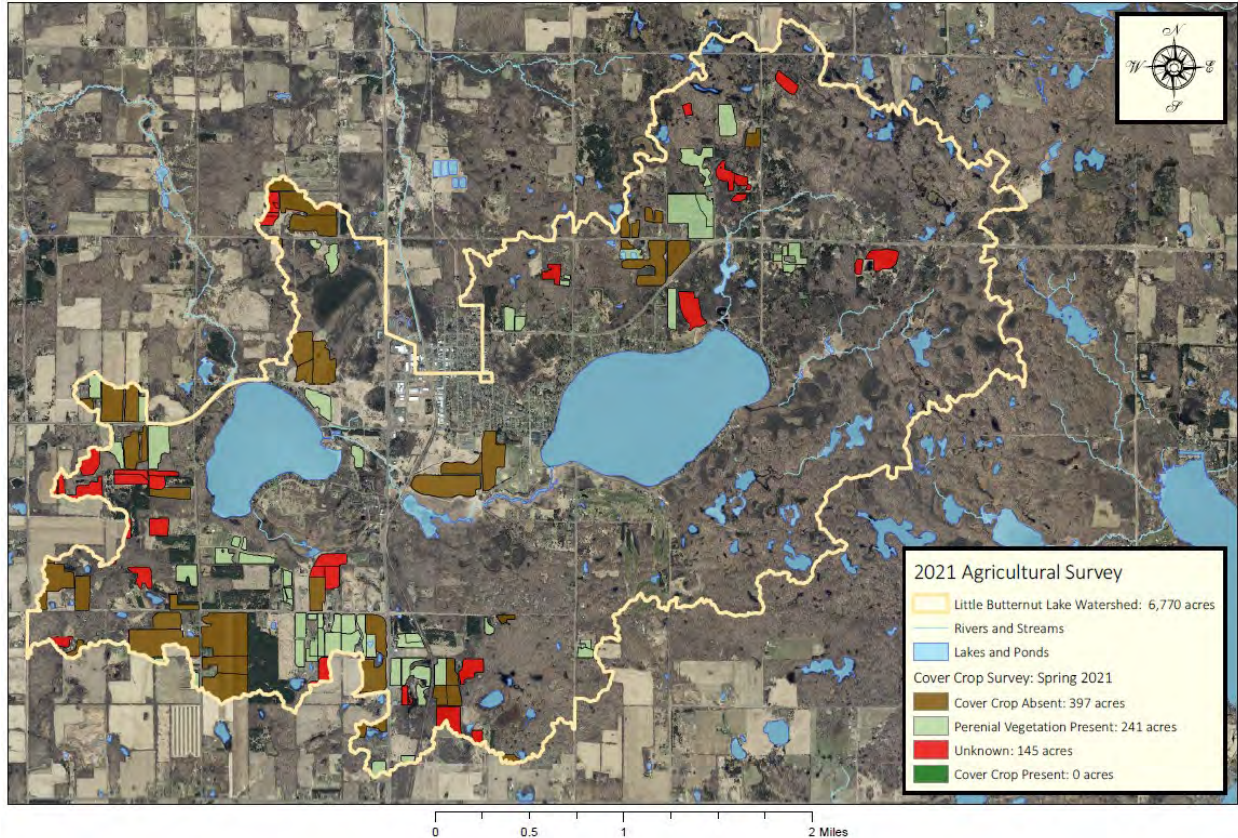 N
W E
S
2021 Agricultural Survey
Little Butternut Lake Watershed: 6,770 acres
Rivers and Streams
Lakes and Ponds
Cover Crop Survey: Spring 2021
Cover Crop Absent: 397 acres
Perenial Vegetation Present: 241 acres
Unknown: 145 acres
Cover Crop Present: 0 acres
0 0.5 1 2 Miles